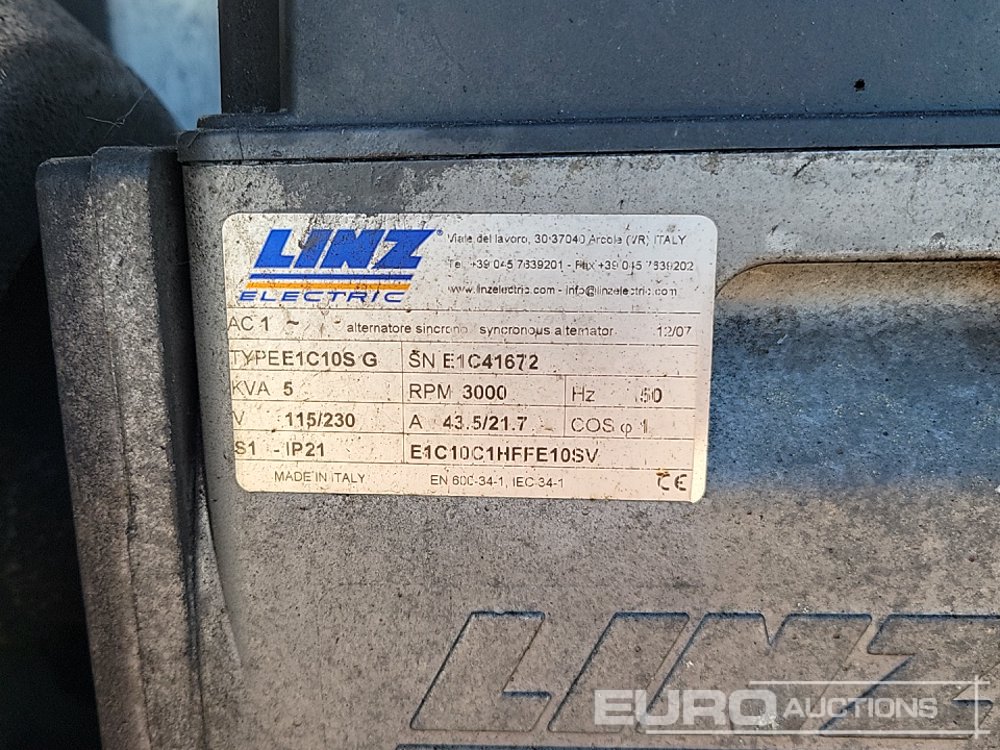 LINZ®
ELECTRIC
Viale del lavoro, 30-37040 Arcole (VR) ITALY
Tel. +39 045 7639201 - Fax +39 045 7639202
www.linzelectric.com - info@linzelectric.com
AC 1 ~ alternatore sincrono syncronous alternator 12/07
TYPE E1C10S G SN E1C41672
KVA 5 RPM 3000 Hz 50
V 115/230 A 43.5/21.7 COS φ 1
S1 - IP21 E1C10C1HFFE10SV
MADE IN ITALY EN 600-34-1, IEC 34-1 CE
LINZ
EURO AUCTIONS